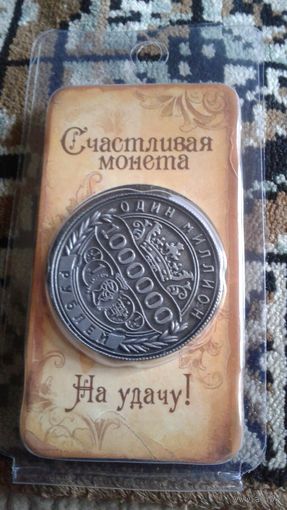 Счастливая
монета
ОДИН МИЛЛИОН
1000000
РУБЛЕЙ
На удачу!